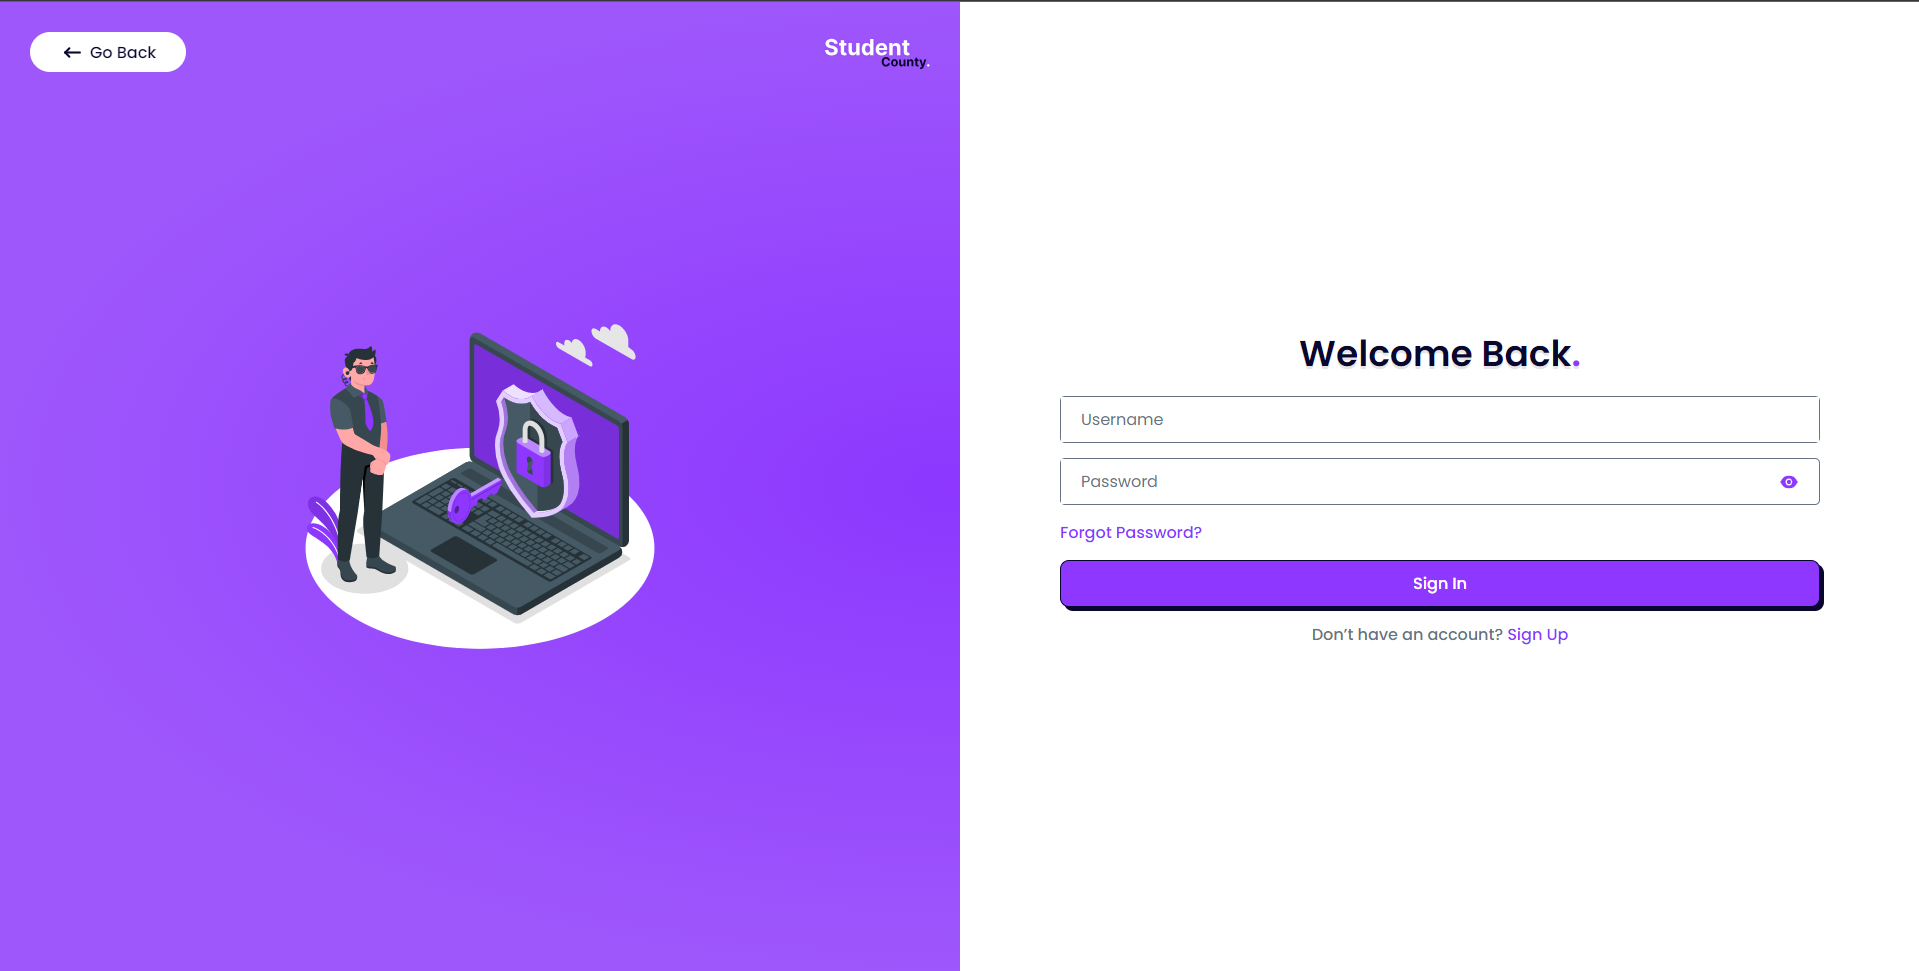 Go Back
Student
County.
Welcome Back.
Username
Password
Forgot Password?
Sign In
Don’t have an account? Sign Up